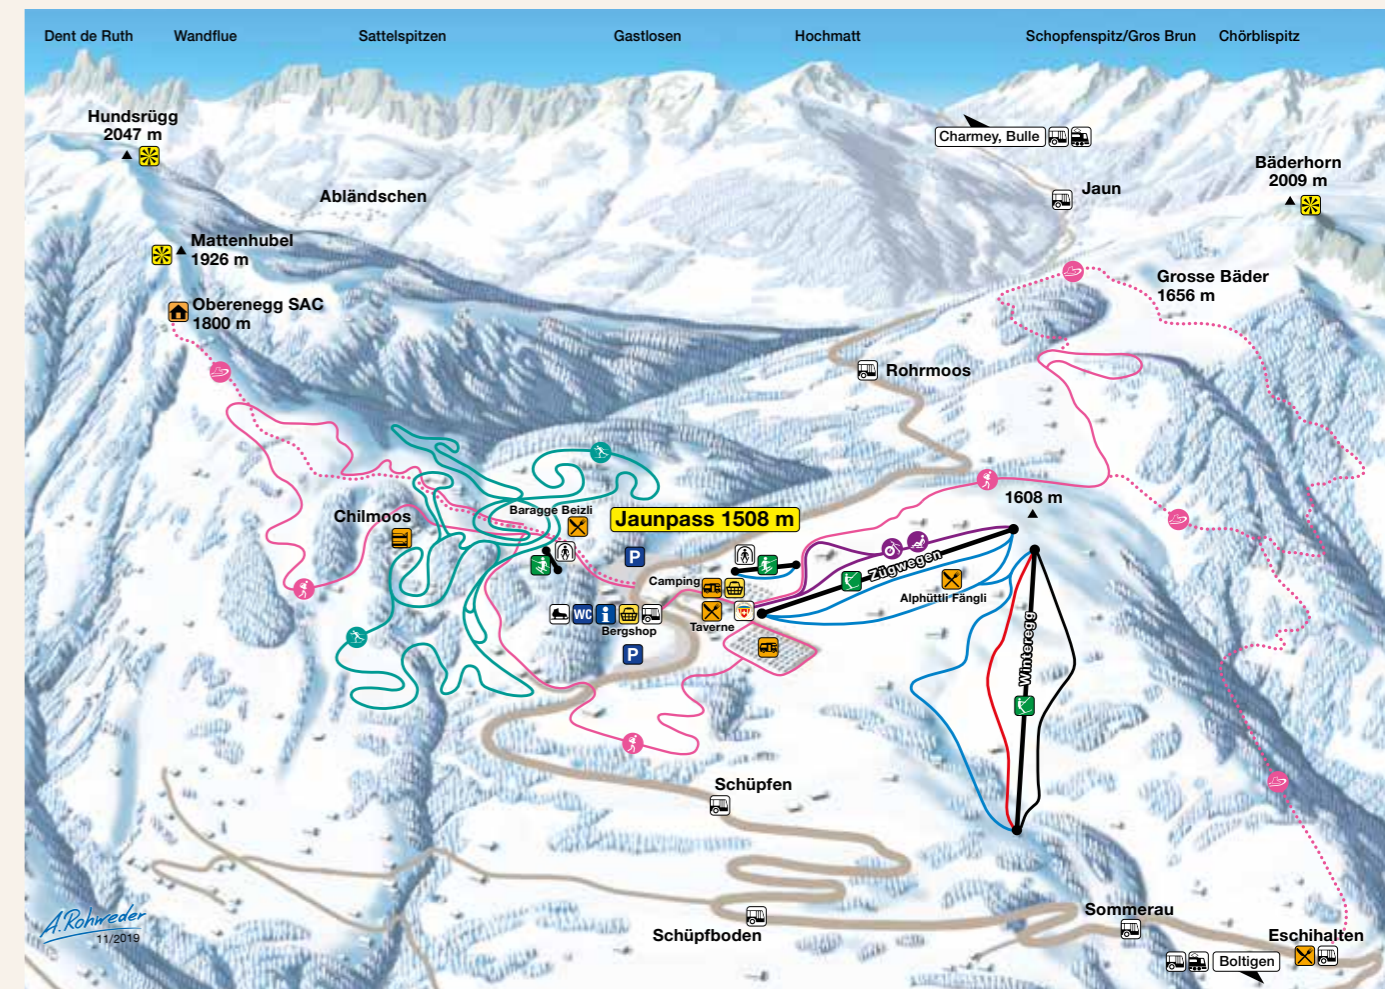 Dent de Ruth
Wandflue
Sattelspitzen
Gastlosen
Hochmatt
Schopfenspitz/Gros Brun
Chörblispitz
Hundsrügg
2047 m
Charmey, Bulle
Bäderhorn
2009 m
Jaun
Abländschen
Mattenhubel
1926 m
Grosse Bäder
1656 m
Oberenegg SAC
1800 m
Rohrmoos
1608 m
Baragge Beizli
Chilmoos
Jaunpass 1508 m
P
Zügwegen
Camping
Alphüttli Fängli
WC
i
Bergshop
Taverne
P
Winteregg
Schüpfen
Schüpfboden
Sommerau
Eschihalten
Boltigen
A.Rohweder
11/2019